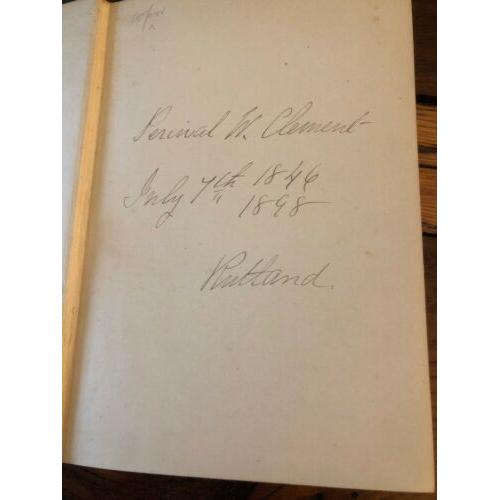 Percival W. Clement
July 7th 1846
1898
Rutland.